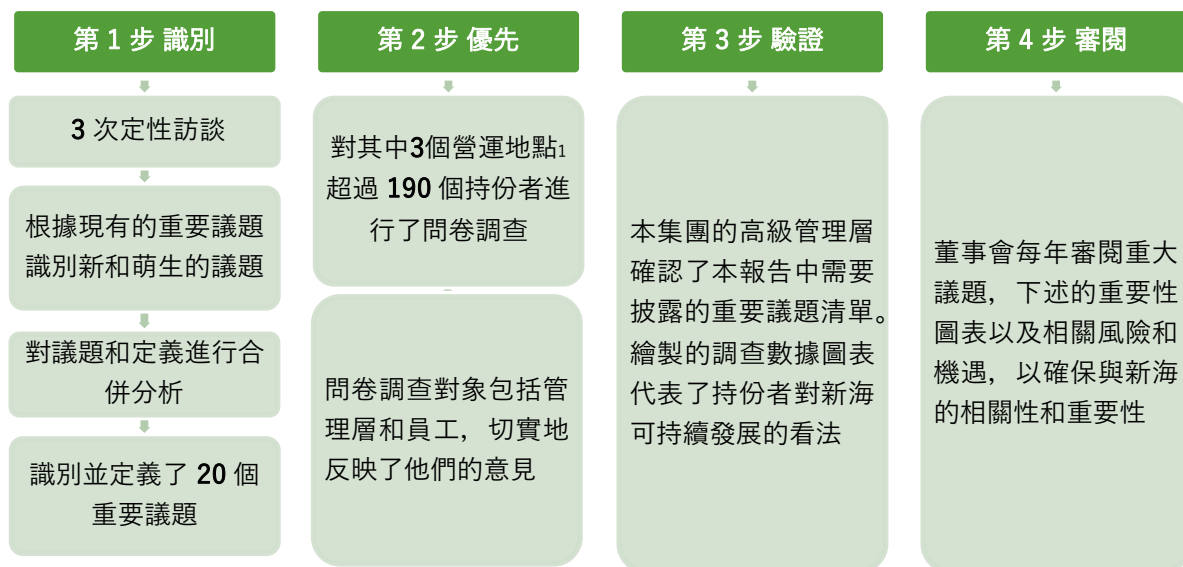 第 1 步 識別
3 次定性訪談
根據現有的重要議題
識別新和萌生的議題
對議題和定義進行合
併分析
識別並定義了 20 個
重要議題
第 2 步 優先
對其中3個營運地點1
超過 190 個持份者進
行了問卷調查
問卷調查對象包括管
理層和員工，切實地
反映了他們的意見
第 3 步 驗證
本集團的高級管理層
確認了本報告中需要
披露的重要議題清單。
繪製的調查數據圖表
代表了持份者對新海
可持續發展的看法
第 4 步 審閱
董事會每年審閱重大
議題，下述的重要性
圖表以及相關風險和
機遇，以確保與新海
的相關性和重要性